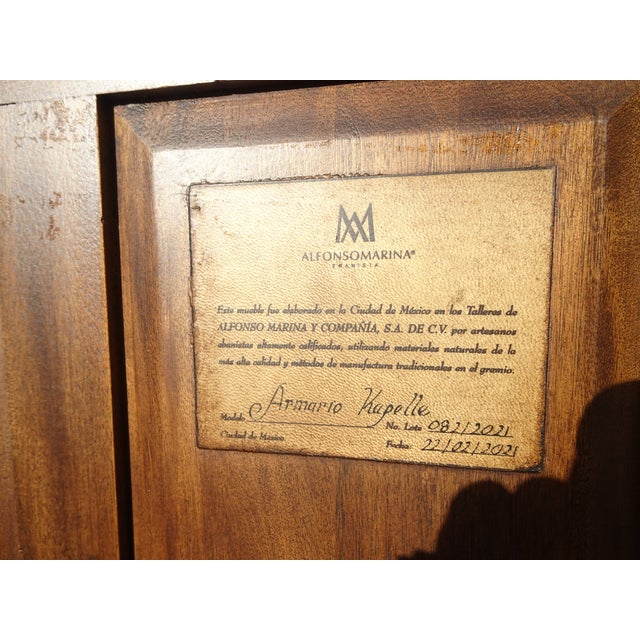 AM
ALFONSOMARINA®
EBANISTA
Este mueble fue elaborado en la Ciudad de México en los Talleres de
ALFONSO MARINA Y COMPAÑÍA, S.A. DE C.V. por artesanos
ebanistas altamente calificados, utilizando materiales naturales de la
más alta calidad y métodos de manufactura tradicionales en el gremio.
Modelo Armario Kapelle No. Lote 082/2021
Ciudad de México Fecha 22/02/2021